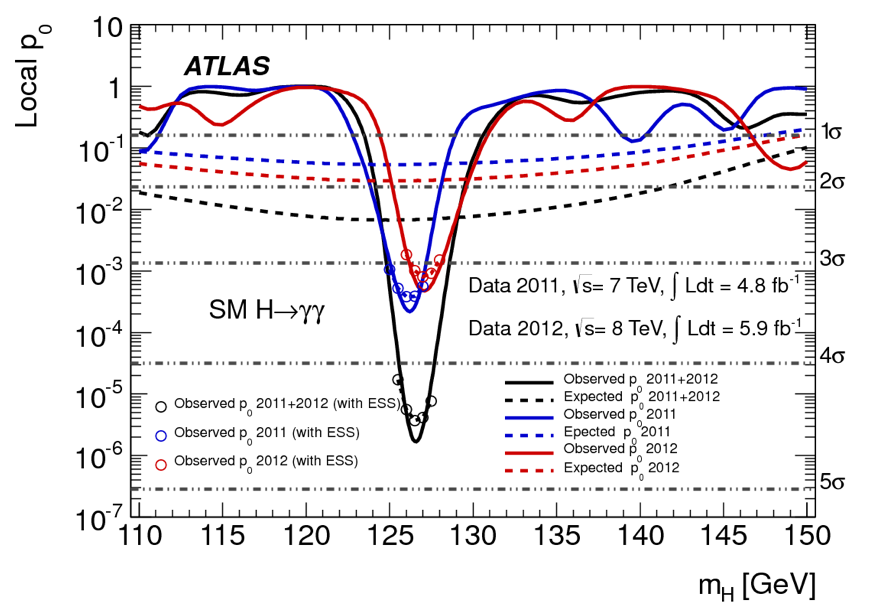 Local p0
10
1
10-1
10-2
10-3
10-4
10-5
10-6
10-7
ATLAS
1σ
2σ
3σ
4σ
5σ
Data 2011, √s= 7 TeV, ∫ Ldt = 4.8 fb-1
SM H→γγ
Data 2012, √s= 8 TeV, ∫ Ldt = 5.9 fb-1
Observed p0 2011+2012 (with ESS)
Observed p0 2011 (with ESS)
Observed p0 2012 (with ESS)
Observed p0 2011+2012
Expected p0 2011+2012
Observed p0 2011
Epected p0 2011
Observed p0 2012
Expected p0 2012
110 115 120 125 130 135 140 145 150
mH [GeV]